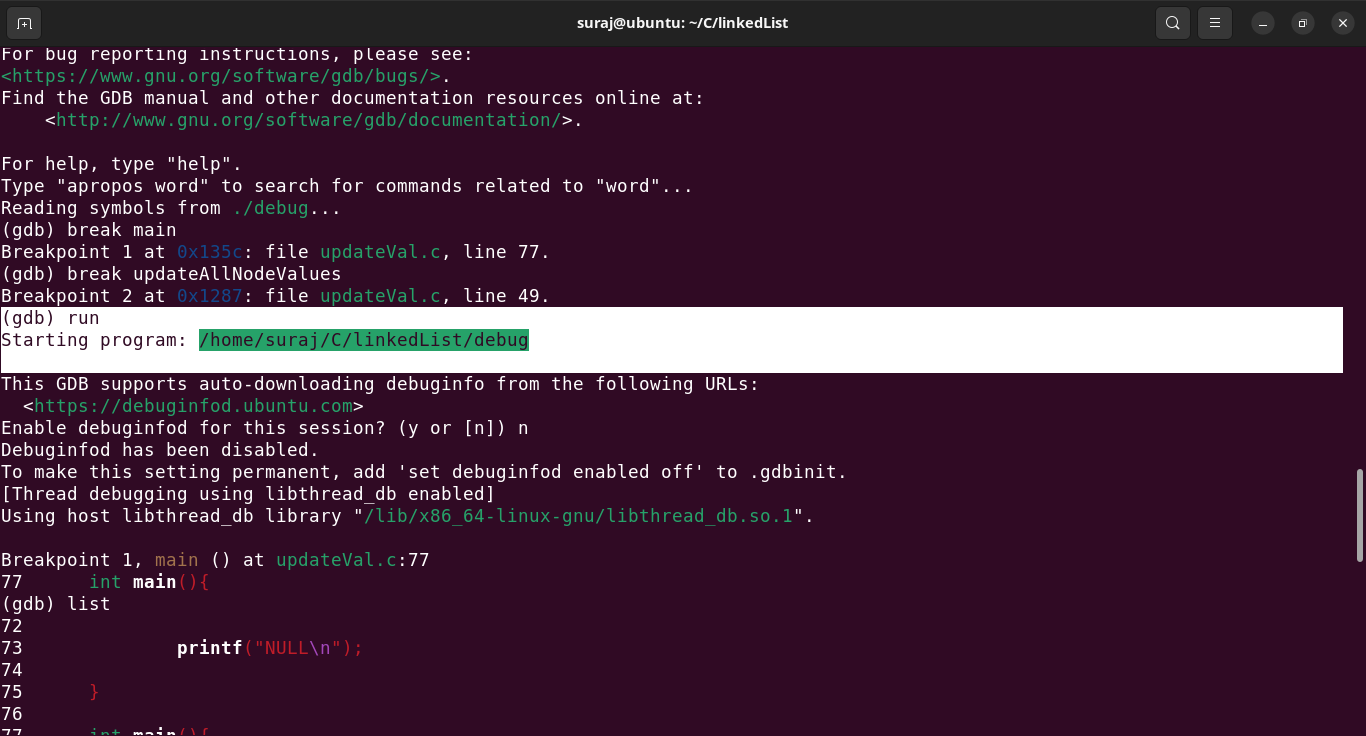 suraj@ubuntu: ~/C/linkedList
For bug reporting instructions, please see:
<https://www.gnu.org/software/gdb/bugs/>.
Find the GDB manual and other documentation resources online at:
    <http://www.gnu.org/software/gdb/documentation/>.

For help, type "help".
Type "apropos word" to search for commands related to "word"...
Reading symbols from ./debug...
(gdb) break main
Breakpoint 1 at 0x135c: file updateVal.c, line 77.
(gdb) break updateAllNodeValues
Breakpoint 2 at 0x1287: file updateVal.c, line 49.
(gdb) run
Starting program: /home/suraj/C/linkedList/debug

This GDB supports auto-downloading debuginfo from the following URLs:
  <https://debuginfod.ubuntu.com>
Enable debuginfod for this session? (y or [n]) n
Debuginfod has been disabled.
To make this setting permanent, add 'set debuginfod enabled off' to .gdbinit.
[Thread debugging using libthread_db enabled]
Using host libthread_db library "/lib/x86_64-linux-gnu/libthread_db.so.1".

Breakpoint 1, main () at updateVal.c:77
77      int main(){
(gdb) list
72
73              printf("NULL\n");
74
75      }
76
77      int main(){